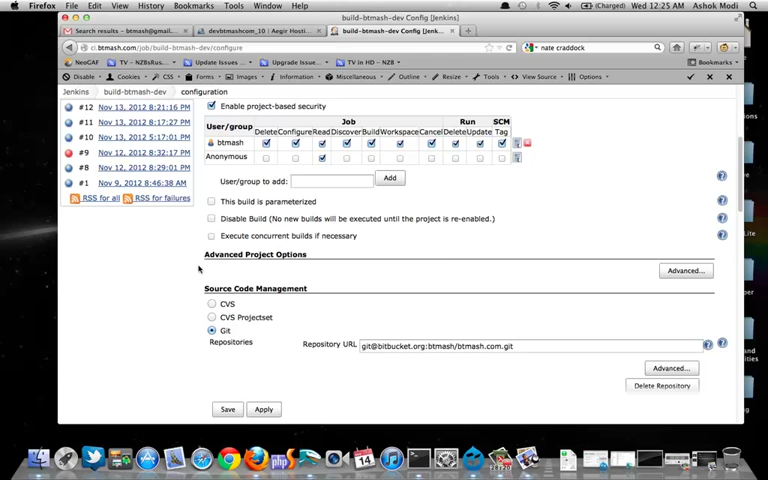 Firefox File Edit View History Bookmarks Tools Window Help (Charged) Wed 12:25 AM Ashok Modi
build-btmash-dev Config [Jenkins]
Search results - btmash@gmail.... devbtmashcom_10 | Aegir Hosti... build-btmash-dev Config [Jenk...
ci.btmash.com/job/build-btmash-dev/configure nate craddock
NeoGAF TV - NZBsRUS... Update Issues ... Upgrade Issue... TV in HD - NZB...
Disable Cookies CSS Forms Images Information Miscellaneous Outline Resize Tools View Source Options
Jenkins build-btmash-dev configuration
#12 Nov 13, 2012 8:21:16 PM
#11 Nov 13, 2012 8:17:27 PM
#10 Nov 13, 2012 5:17:01 PM
#9 Nov 12, 2012 8:32:17 PM
#8 Nov 12, 2012 8:29:01 PM
#1 Nov 9, 2012 8:46:38 AM
RSS for all RSS for failures
Enable project-based security
User/group Job Run SCM
Delete Configure Read Discover Build Workspace Cancel Delete Update Tag
btmash
Anonymous
User/group to add: Add
This build is parameterized
Disable Build (No new builds will be executed until the project is re-enabled.)
Execute concurrent builds if necessary
Advanced Project Options
Advanced...
Source Code Management
CVS
CVS Projectset
Git
Repositories Repository URL git@bitbucket.org:btmash/btmash.com.git
Advanced...
Delete Repository
Save Apply
php
14